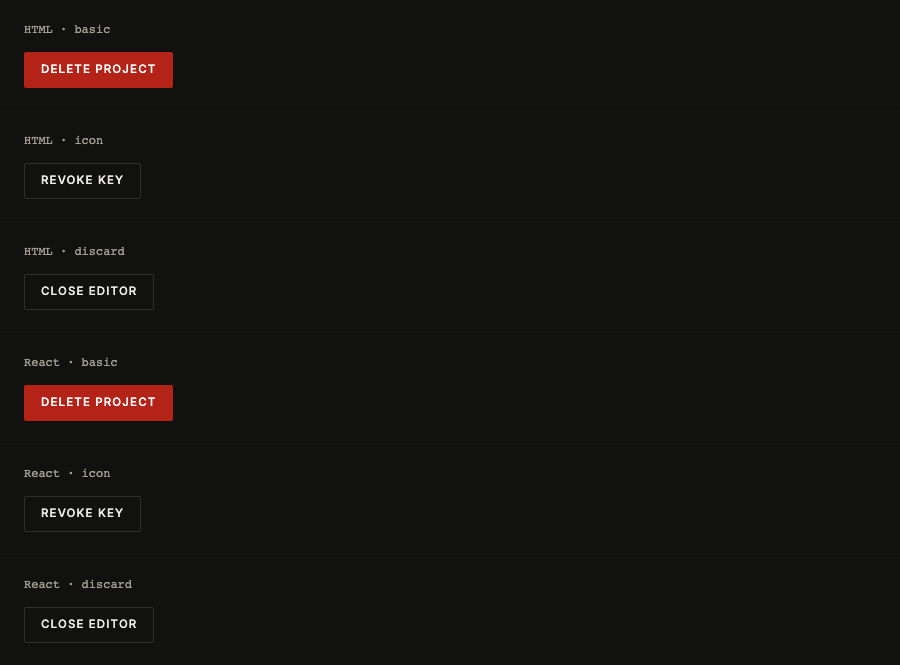 HTML · basic
DELETE PROJECT
HTML · icon
REVOKE KEY
HTML · discard
CLOSE EDITOR
React · basic
DELETE PROJECT
React · icon
REVOKE KEY
React · discard
CLOSE EDITOR